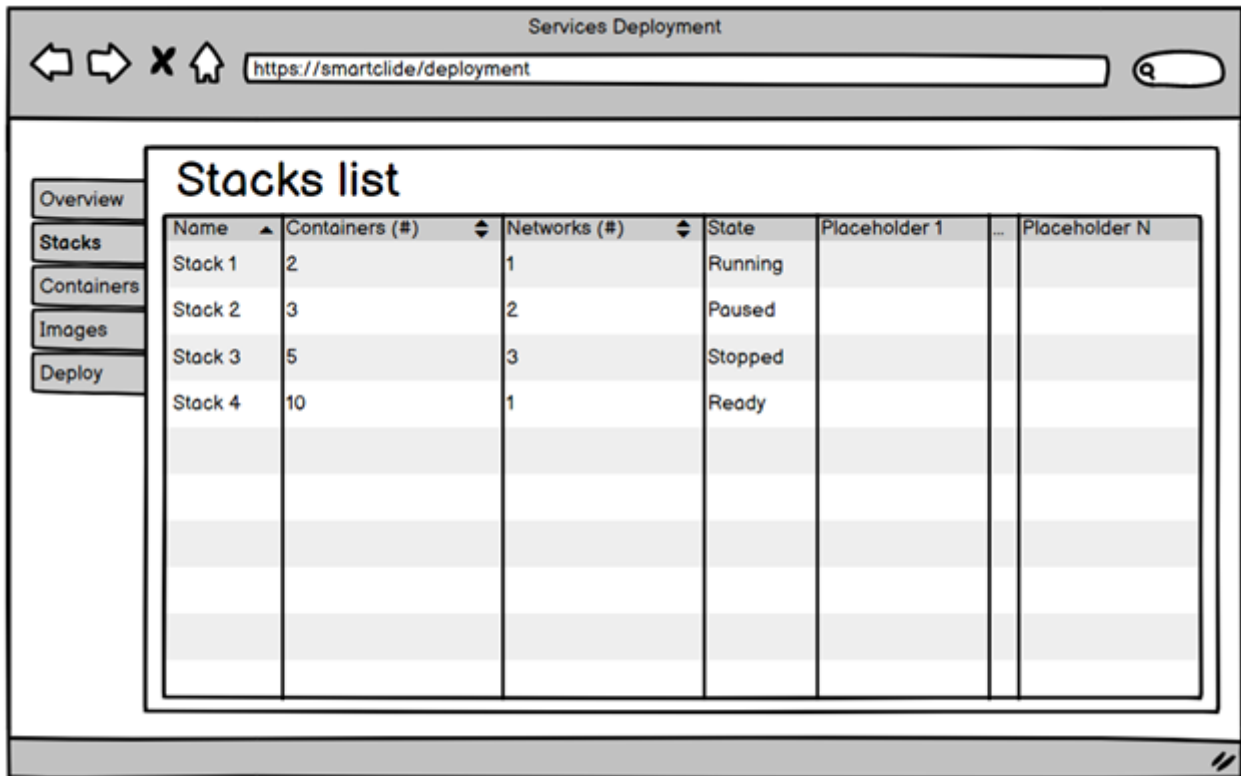 Services Deployment
https://smartclide/deployment
Overview
Stacks
Containers
Images
Deploy
Stacks list
Name Containers (#) Networks (#) State Placeholder 1 ... Placeholder N
Stack 1 2 1 Running
Stack 2 3 2 Paused
Stack 3 5 3 Stopped
Stack 4 10 1 Ready